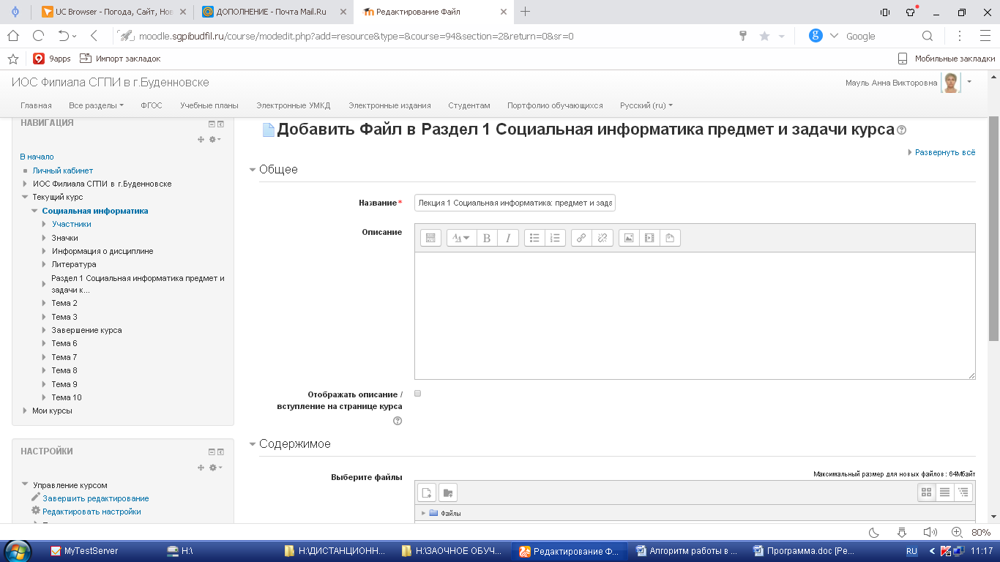 UC Browser - Погода, Сайт, Нов
ДОПОЛНЕНИЕ - Почта Mail.Ru
Редактирование Файл
moodle.sgpibudfil.ru/course/modedit.php?add=resource&type=&course=94&section=2&return=0&sr=0
Google
9apps
Импорт закладок
Мобильные закладки
ИОС Филиала СГПИ в г.Буденновске
Мауль Анна Викторовна
Главная
Все разделы
ФГОС
Учебные планы
Электронные УМКД
Электронные издания
Студентам
Портфолио обучающихся
Русский (ru)
НАВИГАЦИЯ
В начало
Личный кабинет
ИОС Филиала СГПИ в г.Буденновске
Текущий курс
Социальная информатика
Участники
Значки
Информация о дисциплине
Литература
Раздел 1 Социальная информатика предмет и
задачи к...
Тема 2
Тема 3
Завершение курса
Тема 6
Тема 7
Тема 8
Тема 9
Тема 10
Мои курсы
НАСТРОЙКИ
Управление курсом
Завершить редактирование
Редактировать настройки
Добавить Файл в Раздел 1 Социальная информатика предмет и задачи курса
Развернуть всё
Общее
Название*
Лекция 1 Социальная информатика: предмет и зада
Описание
B
I
Отображать описание /
вступление на странице курса
Содержимое
Выберите файлы
Максимальный размер для новых файлов: 64Мбайт
Файлы
80%
MyTestServer
H:\
H:\ДИСТАНЦИОНН...
H:\ЗАОЧНОЕ ОБУЧ...
Редактирование Ф...
Алгоритм работы в ...
Программа.doc [Ре...
RU
11:17